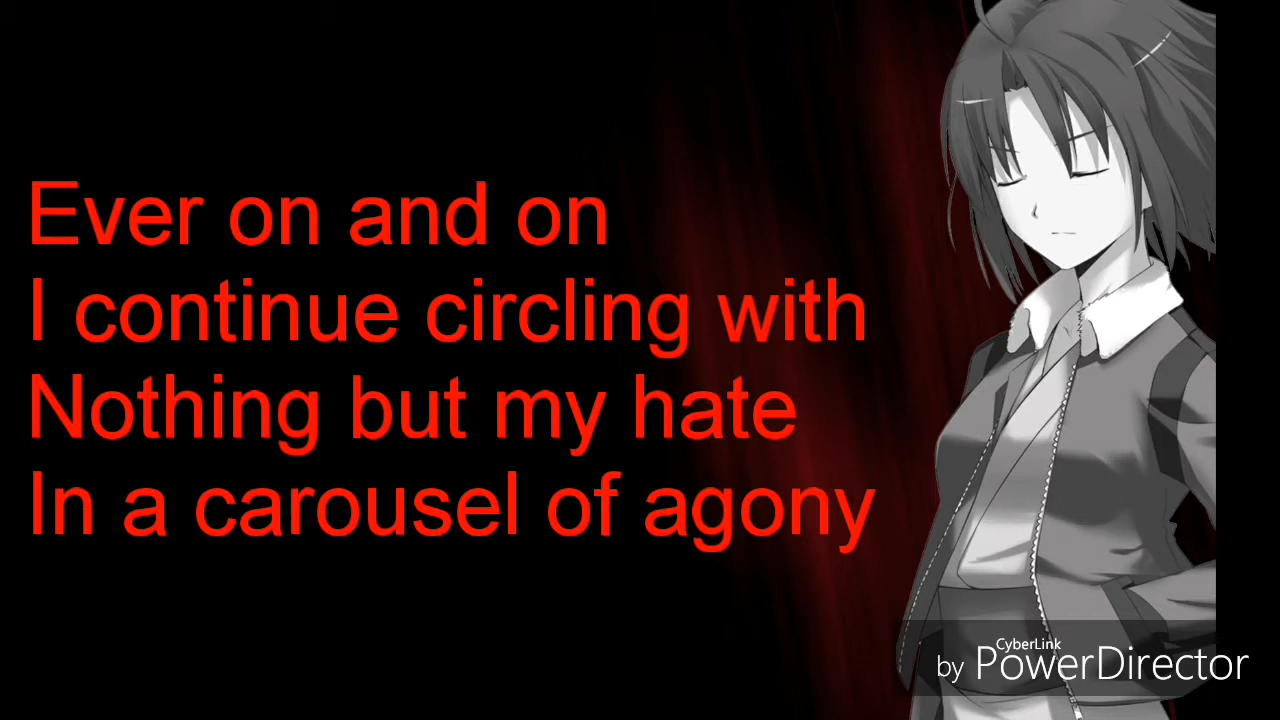 Ever on and on
I continue circling with
Nothing but my hate
In a carousel of agony
CyberLink
by PowerDirector